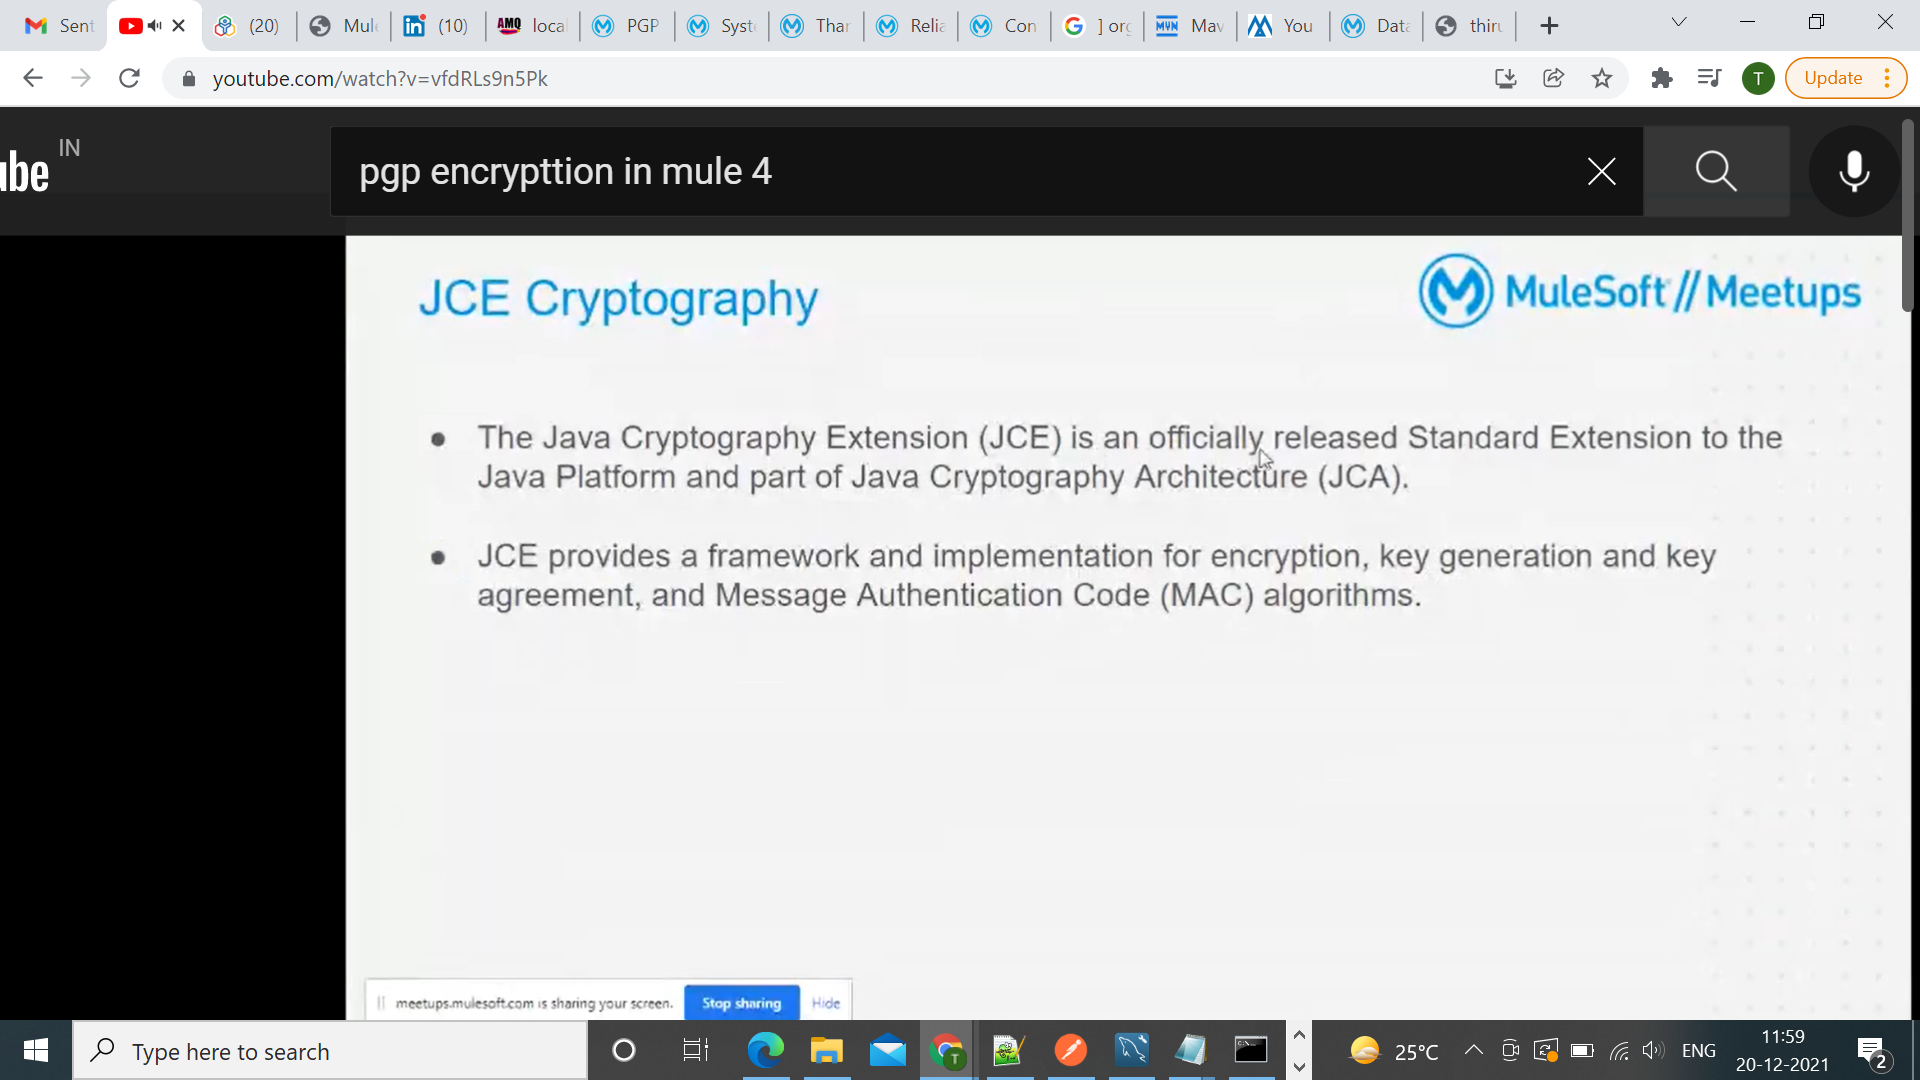 Sent
(20)
Mule
(10)
AMQ
loca
PGP
Syst
Thar
Relia
Con
] org
MVN
Mav
You
Data
thiru
youtube.com/watch?v=vfdRLs9n5Pk
T
Update
ube
IN
pgp encrypttion in mule 4
JCE Cryptography
MuleSoft // Meetups
The Java Cryptography Extension (JCE) is an officially released Standard Extension to the
Java Platform and part of Java Cryptography Architecture (JCA).
JCE provides a framework and implementation for encryption, key generation and key
agreement, and Message Authentication Code (MAC) algorithms.
meetups.mulesoft.com is sharing your screen.
Stop sharing
Hide
Type here to search
T
25°C
ENG
11:59
20-12-2021
2